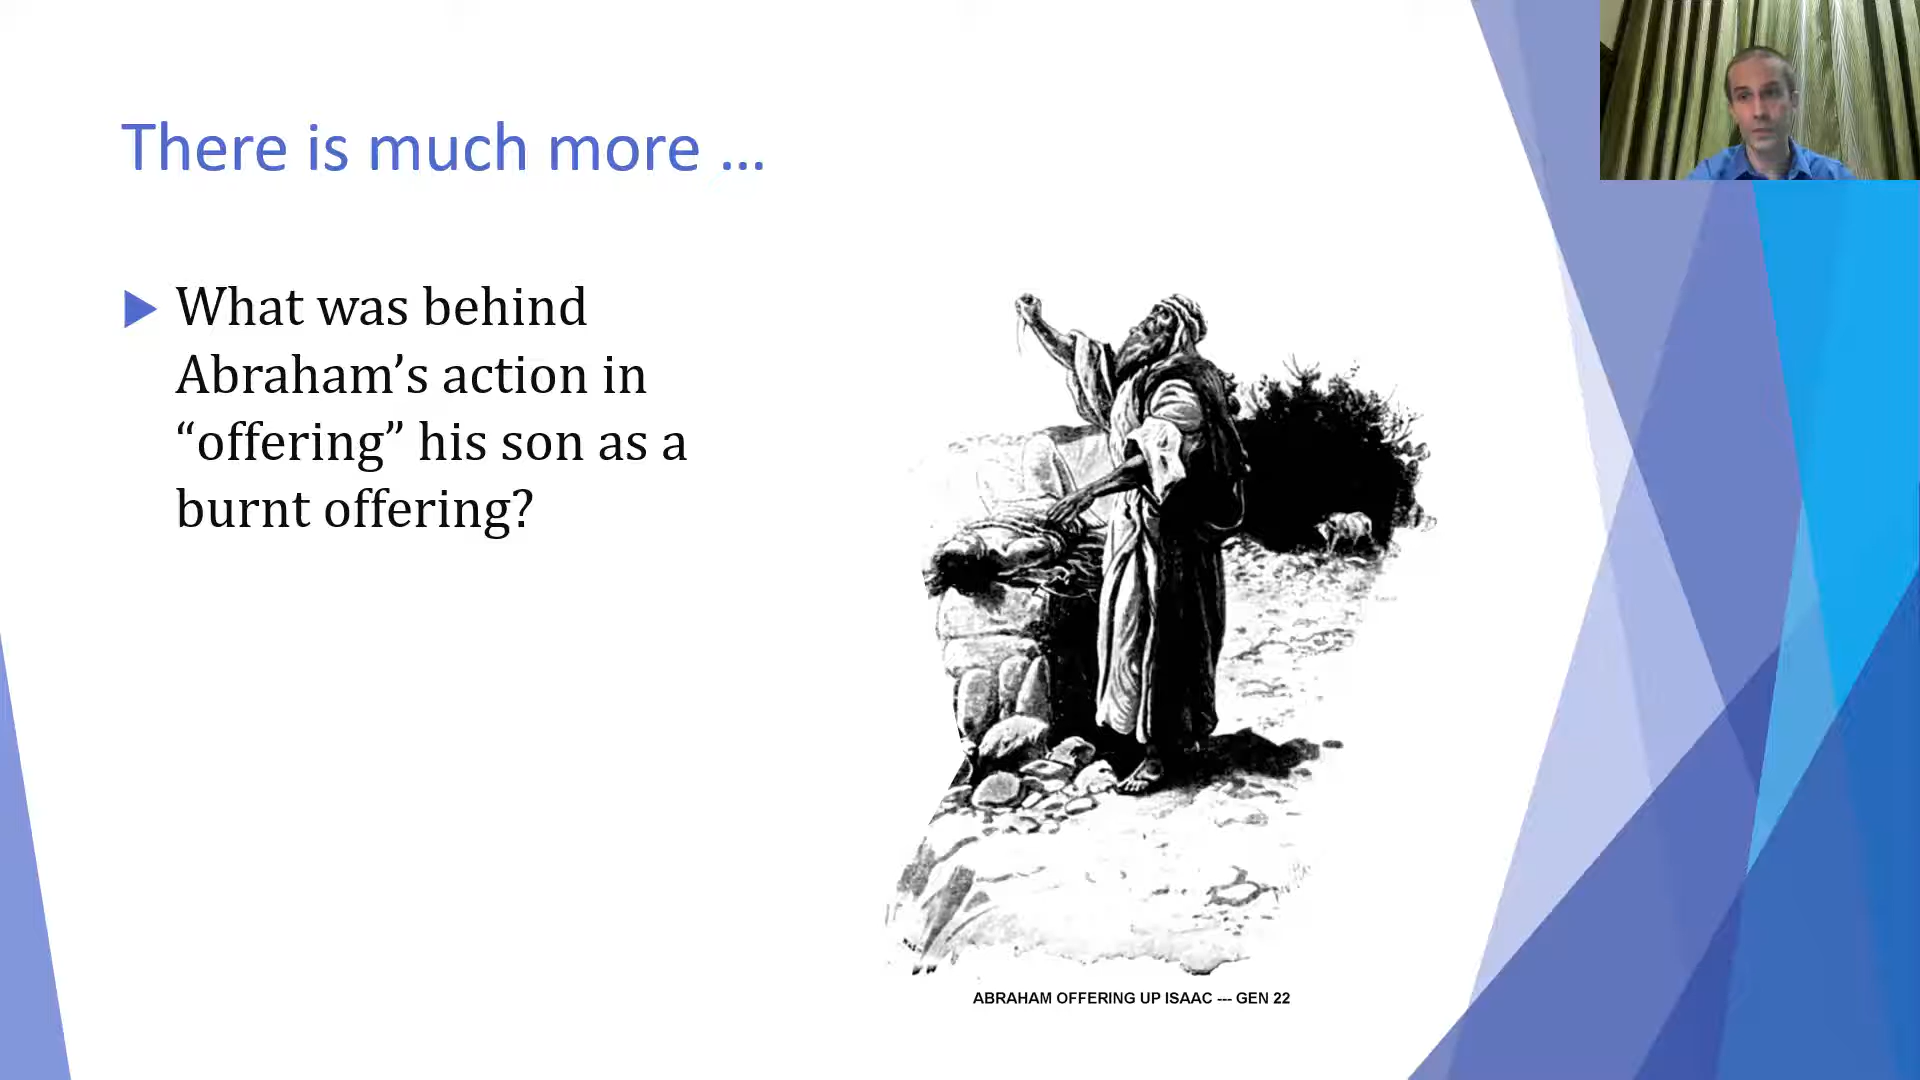 There is much more ...
What was behind
Abraham’s action in
“offering” his son as a
burnt offering?
ABRAHAM OFFERING UP ISAAC --- GEN 22